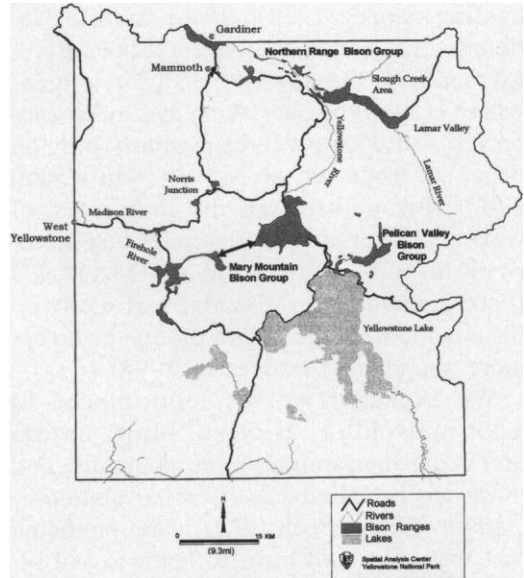 Gardiner
Northern Range Bison Group
Mammoth
Slough Creek
Area
Yellowstone
River
Lamar Valley
Lamar River
Norris
Junction
Madison River
West
Yellowstone
Firehole
River
Pelican Valley
Bison Group
Mary Mountain
Bison Group
Yellowstone Lake
N
0
15 KM
(9.3mi)
Roads
Rivers
Bison Ranges
Lakes
Spatial Analysis Center
Yellowstone National Park